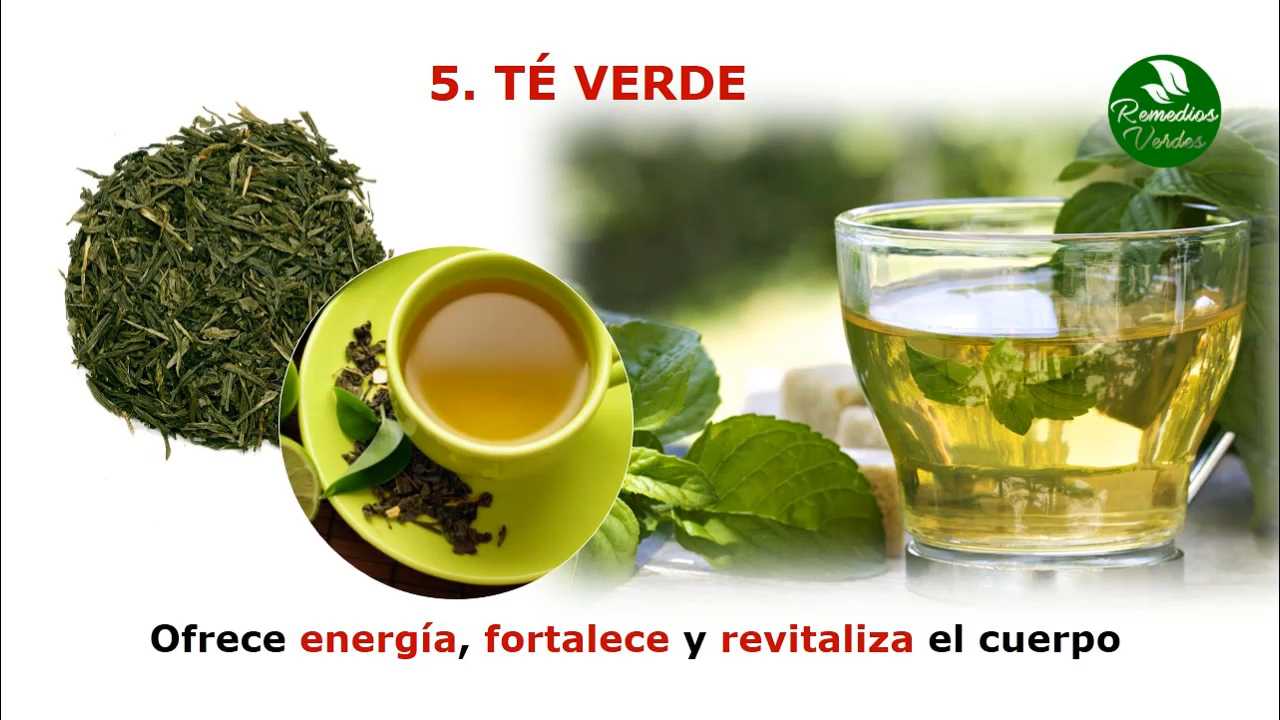 5. TÉ VERDE
Remedios
Verdes
Ofrece energía, fortalece y revitaliza el cuerpo